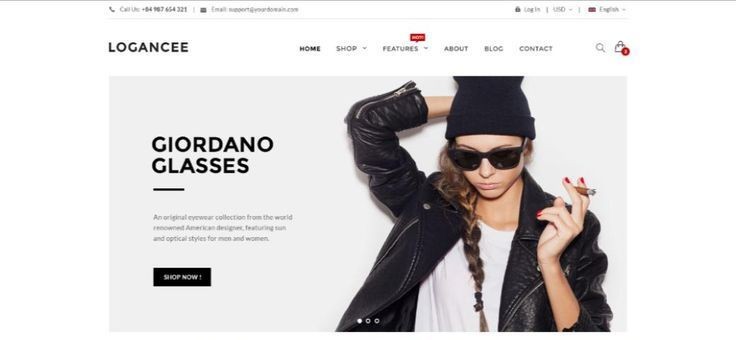 Call Us: +84 987 654 321 | Email: support@yourdomain.com
Log In | USD | English
LOGANCEE
HOT!
HOME SHOP FEATURES ABOUT BLOG CONTACT
GIORDANO
GLASSES
An original eyewear collection from the world
renowned American designer, featuring sun
and optical styles for men and women.
SHOP NOW !